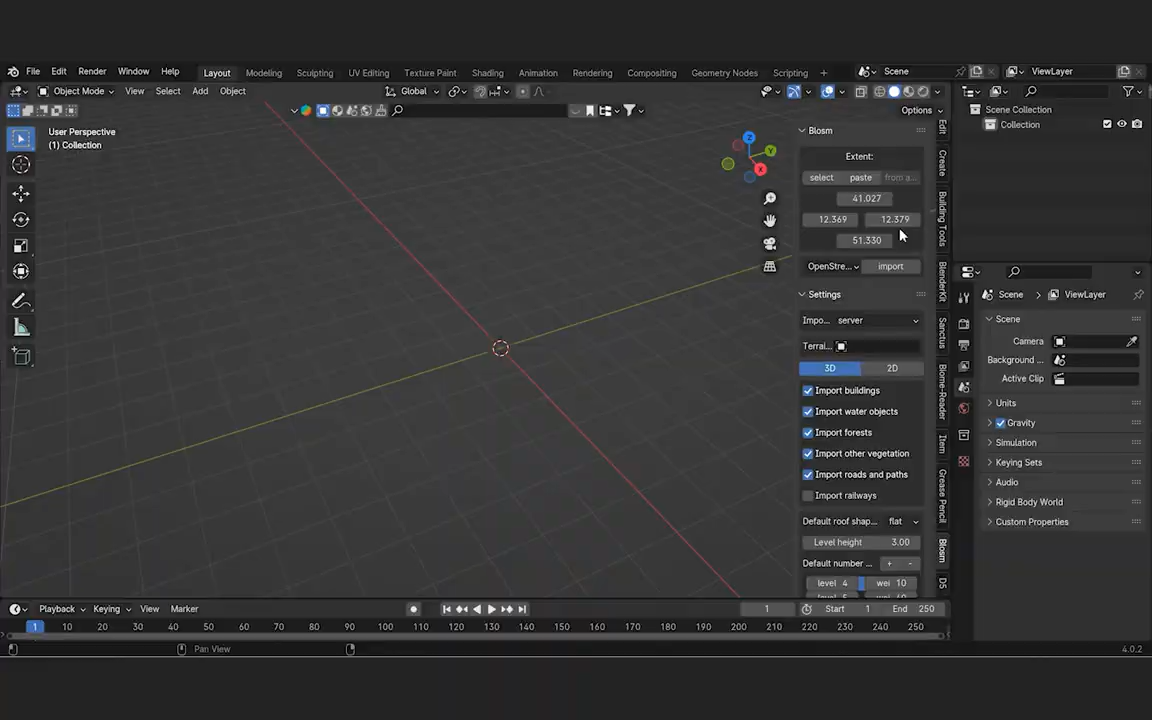 File Edit Render Window Help Layout Modeling Sculpting UV Editing Texture Paint Shading Animation Rendering Compositing Geometry Nodes Scripting + Scene ViewLayer
Object Mode View Select Add Object Global
Options
User Perspective
(1) Collection
Z
Y
X
Blosm
Extent:
select paste from a...
41.027
12.369 12.379
51.330
OpenStre... import
Settings
Impo... server
Terrai...
3D 2D
Import buildings
Import water objects
Import forests
Import other vegetation
Import roads and paths
Import railways
Default roof shap... flat
Level height 3.00
Default number ... + -
level 4 wei 10
Edit
Create
Building Tools
BlenderKit
Sanctus
Biome-Reader
Item
Grease Pencil
Blosm
DS
Scene Collection
Collection
Scene ViewLayer
Scene
Camera
Background ...
Active Clip
Units
Gravity
Simulation
Keying Sets
Audio
Rigid Body World
Custom Properties
Playback Keying View Marker 1 Start 1 End 250
1 10 20 30 40 50 60 70 80 90 100 110 120 130 140 150 160 170 180 190 200 210 220 230 240 250
Pan View 4.0.2